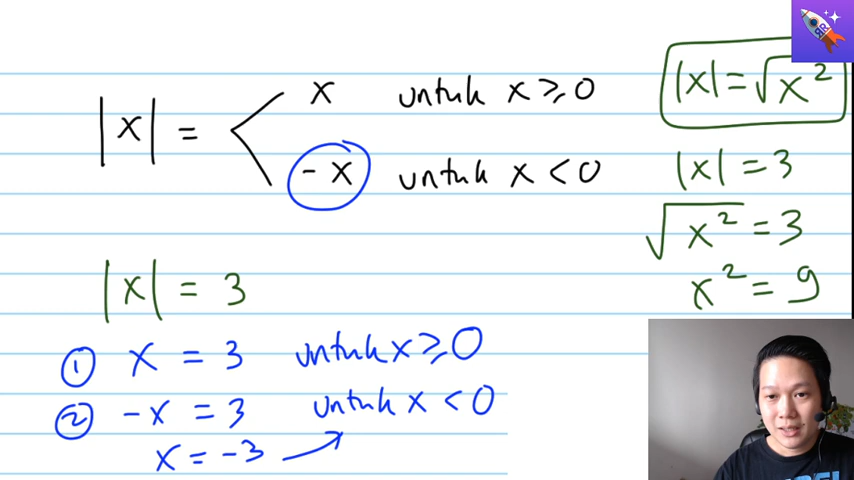 |x| = x untuk x ≥ 0
- x untuk x < 0
|x| = 3
① x = 3 untuk x ≥ 0
② -x = 3 untuk x < 0
x = -3
|x| = √x²
|x| = 3
√x² = 3
x² = 9